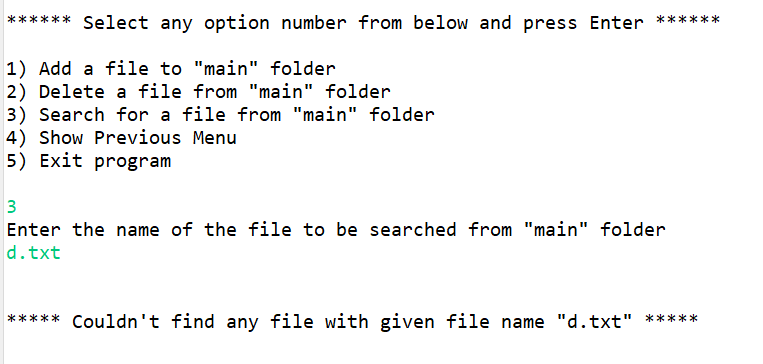 ****** Select any option number from below and press Enter ******
1) Add a file to "main" folder
2) Delete a file from "main" folder
3) Search for a file from "main" folder
4) Show Previous Menu
5) Exit program
3
Enter the name of the file to be searched from "main" folder
d.txt
***** Couldn't find any file with given file name "d.txt" *****